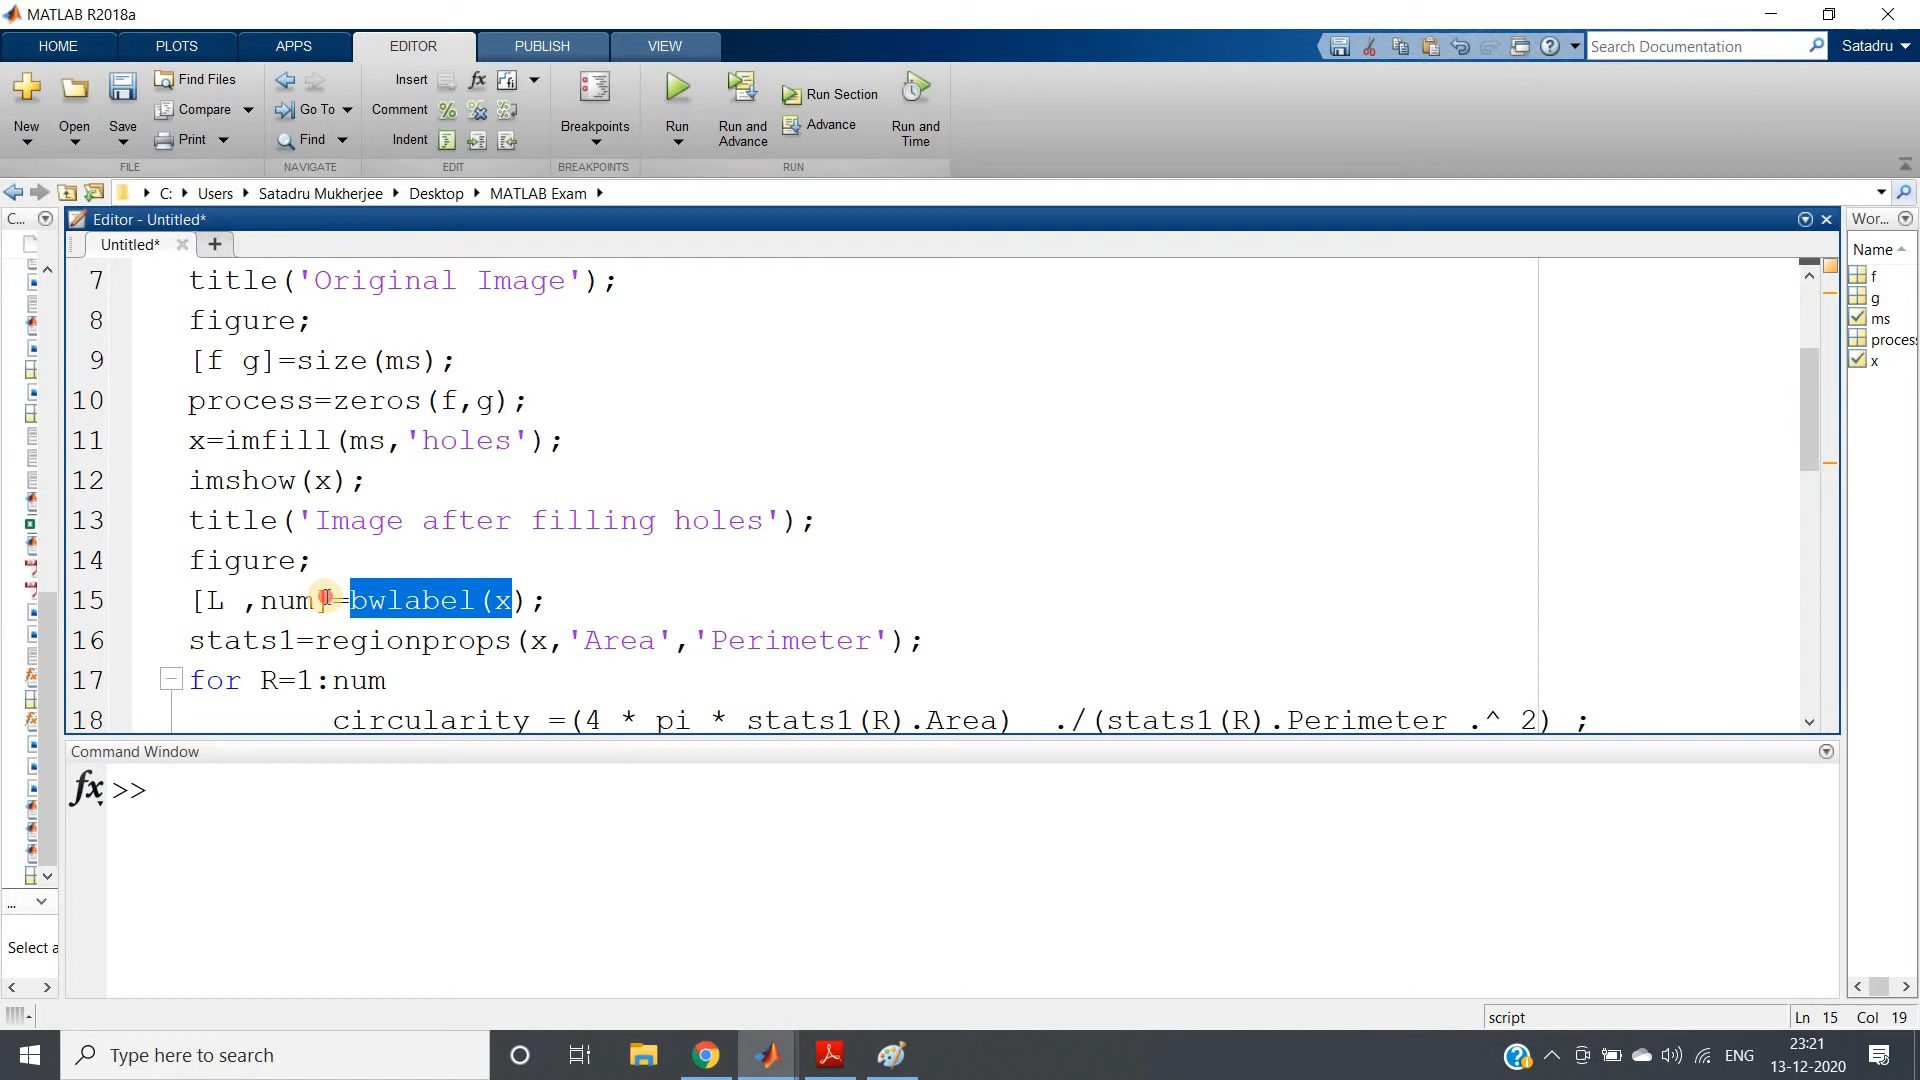 MATLAB R2018a
HOME PLOTS APPS EDITOR PUBLISH VIEW
Search Documentation Satadru
New Open Save
Find Files
Compare
Print
FILE
Go To
Find
NAVIGATE
Insert fx
Comment
Indent
EDIT
Breakpoints
BREAKPOINTS
Run
Run and Advance
Run Section
Advance
Run and Time
RUN
C: Users Satadru Mukherjee Desktop MATLAB Exam
C...
Editor - Untitled*
Wor...
Untitled*
Name
f
g
ms
proces
x
7 title('Original Image');
8 figure;
9 [f g]=size(ms);
10 process=zeros(f,g);
11 x=imfill(ms,'holes');
12 imshow(x);
13 title('Image after filling holes');
14 figure;
15 [L ,num]=bwlabel(x);
16 stats1=regionprops(x,'Area','Perimeter');
17 for R=1:num
18 circularity =(4 * pi * stats1(R).Area) ./(stats1(R).Perimeter .^ 2) ;
Command Window
fx >>
...
Select a
script Ln 15 Col 19
Type here to search
ENG
23:21
13-12-2020